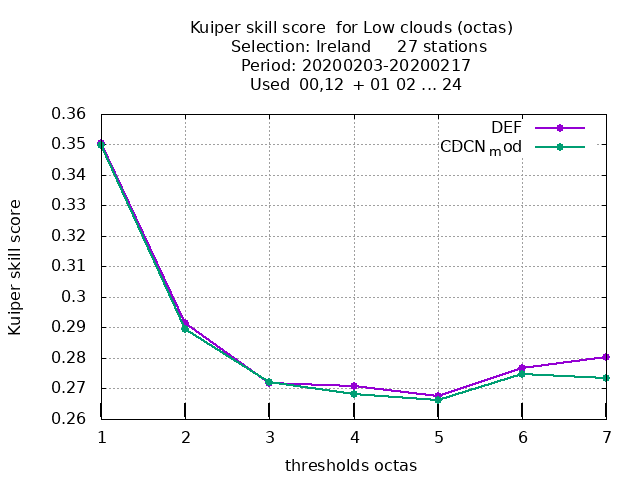 Kuiper skill score  for Low clouds (octas)
Selection: Ireland     27 stations
Period: 20200203-20200217
Used  00,12  + 01 02 ... 24
DEF
CDCN_mod
0.36
0.35
0.34
0.33
0.32
0.31
0.3
0.29
0.28
0.27
0.26
Kuiper skill score
1 2 3 4 5 6 7
thresholds octas